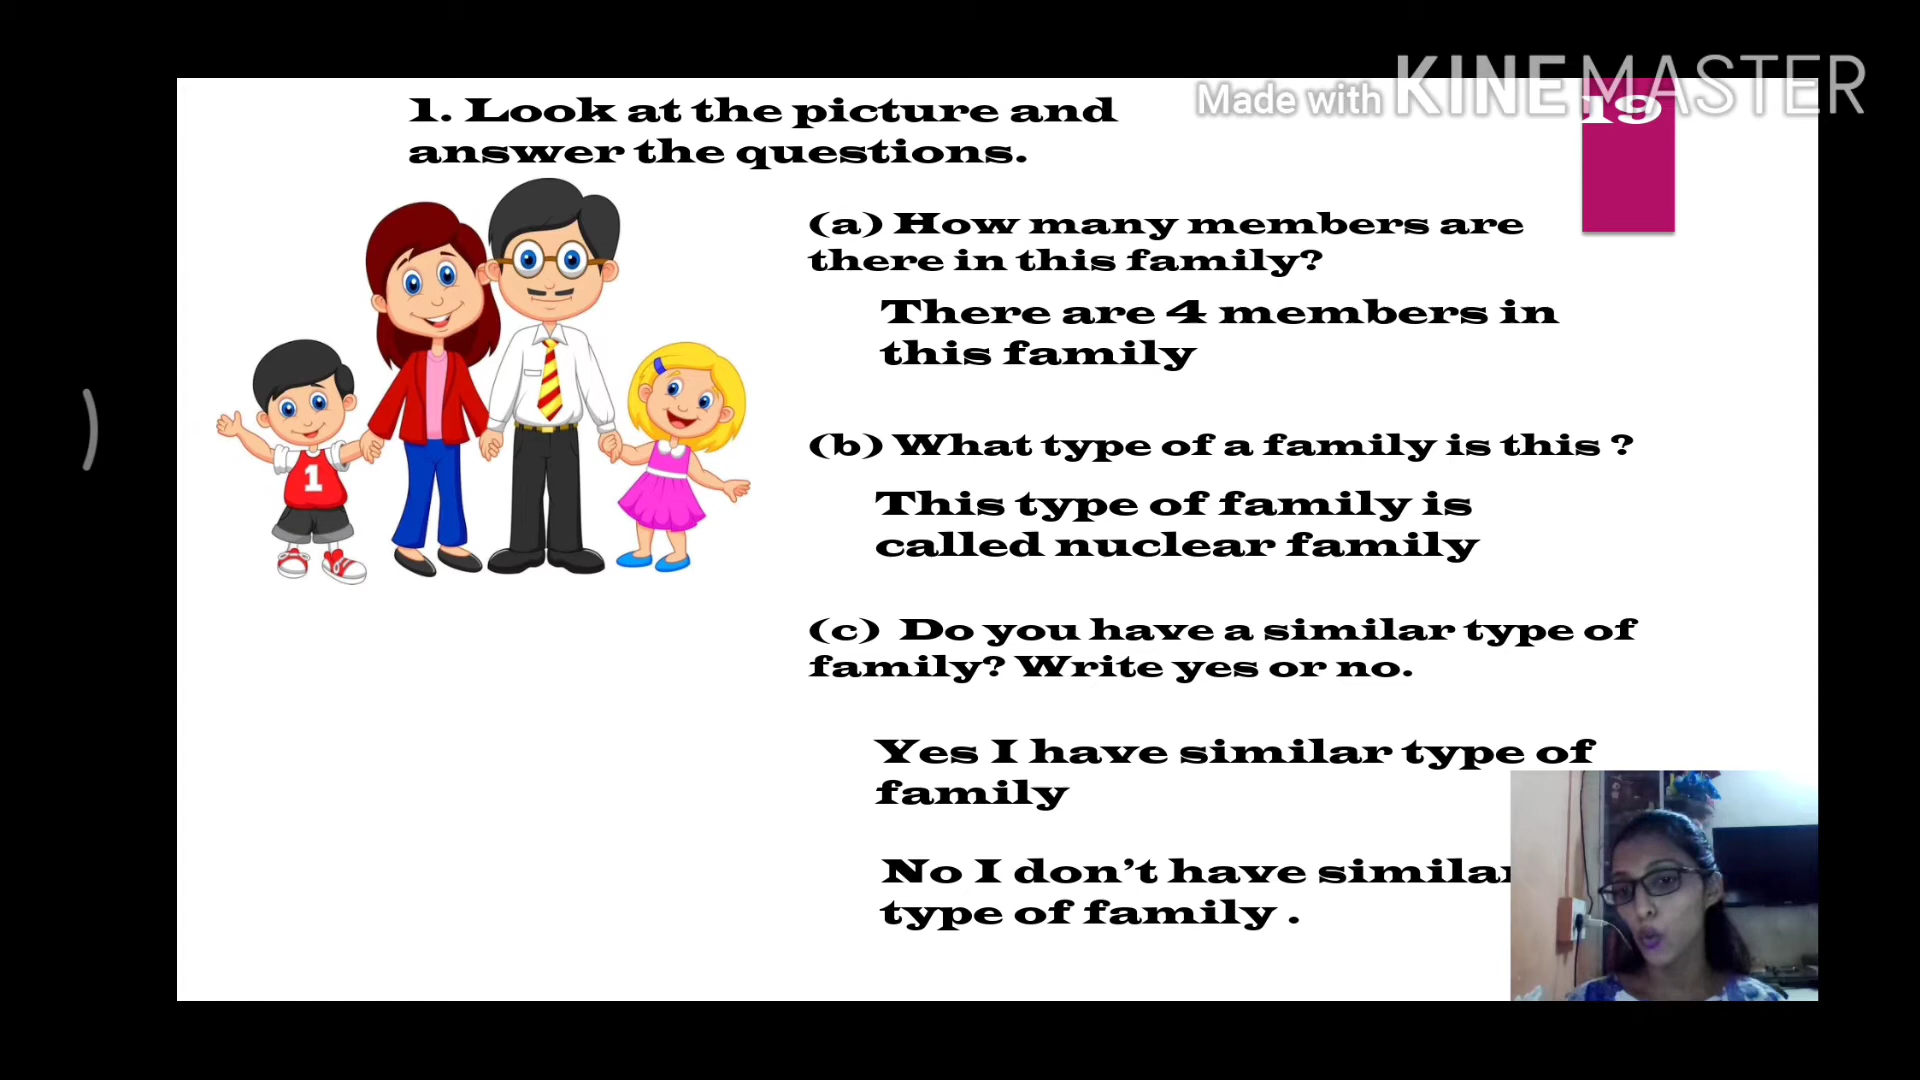 Made with KINEMASTER
19
1. Look at the picture and
answer the questions.
(a) How many members are
there in this family?
There are 4 members in
this family
(b) What type of a family is this ?
This type of family is
called nuclear family
(c) Do you have a similar type of
family? Write yes or no.
Yes I have similar type of
family
No I don’t have similar
type of family .
1